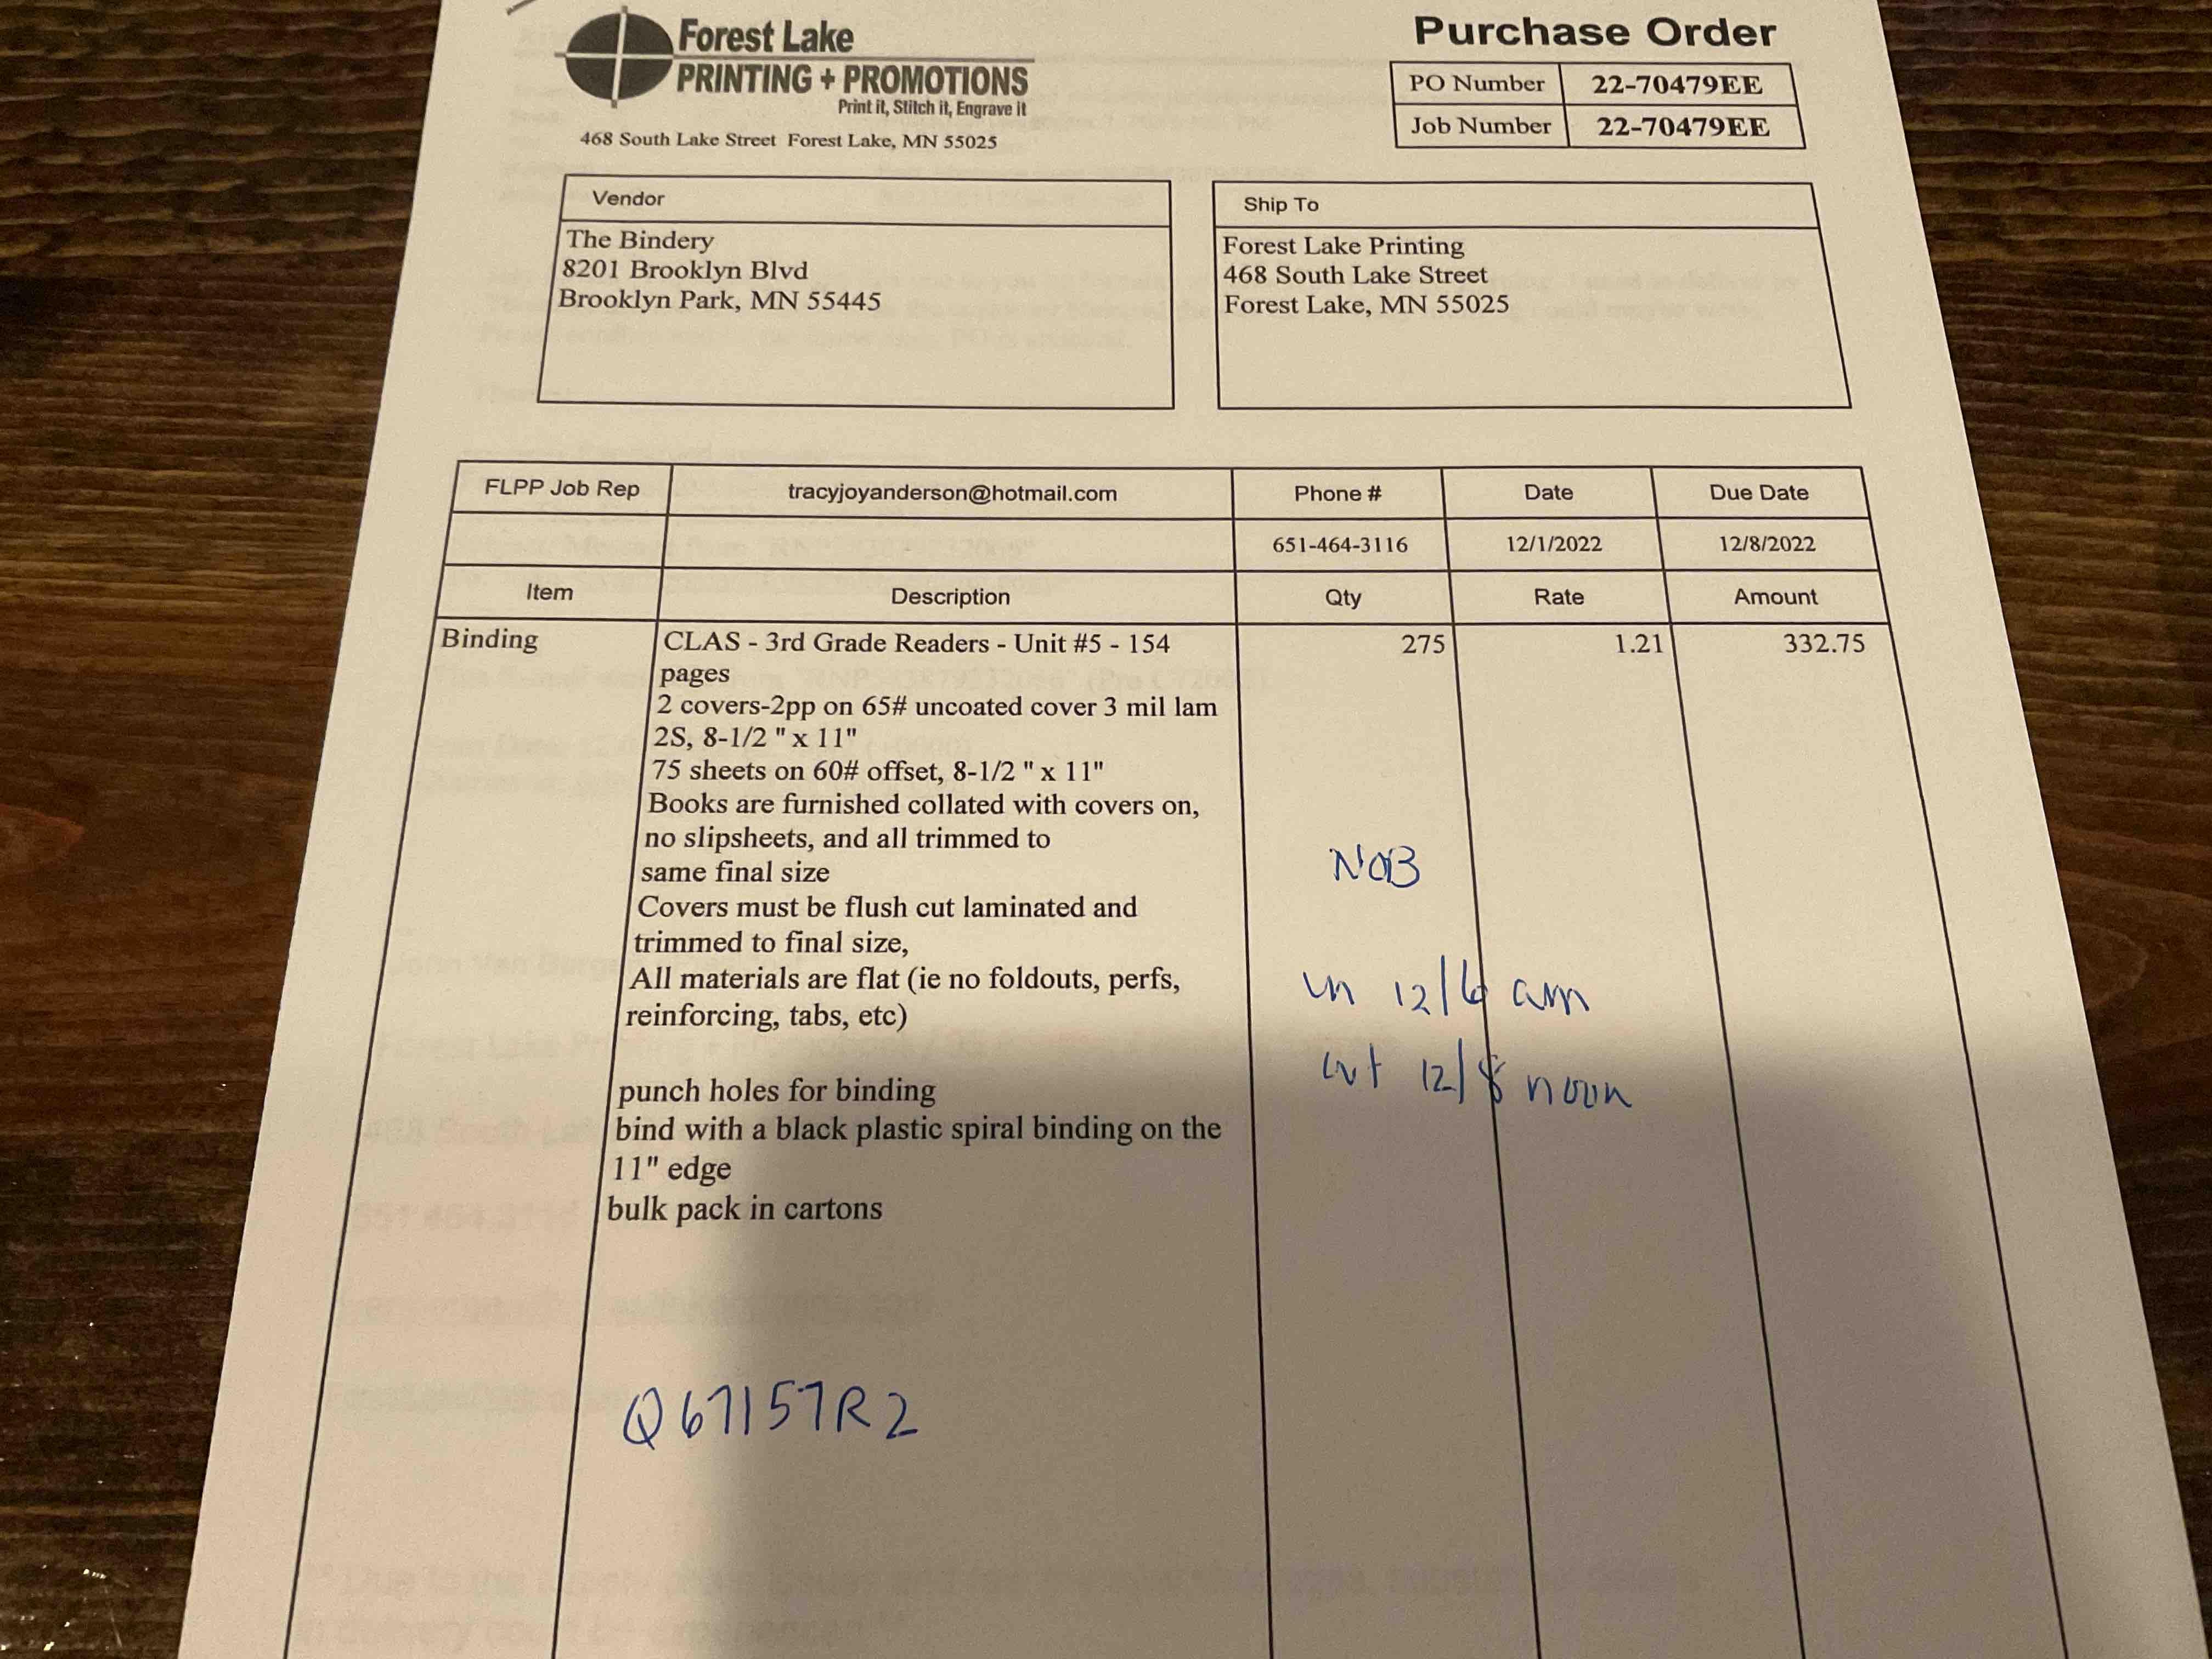 Forest Lake
PRINTING + PROMOTIONS
Print it, Stitch it, Engrave it
468 South Lake Street Forest Lake, MN 55025
Purchase Order
PO Number 22-70479EE
Job Number 22-70479EE
Vendor
The Bindery
8201 Brooklyn Blvd
Brooklyn Park, MN 55445
Ship To
Forest Lake Printing
468 South Lake Street
Forest Lake, MN 55025
FLPP Job Rep tracyjoyanderson@hotmail.com Phone # Date Due Date
651-464-3116 12/1/2022 12/8/2022
Item Description Qty Rate Amount
Binding CLAS - 3rd Grade Readers - Unit #5 - 154 275 1.21 332.75
pages
2 covers-2pp on 65# uncoated cover 3 mil lam
2S, 8-1/2 " x 11"
75 sheets on 60# offset, 8-1/2 " x 11"
Books are furnished collated with covers on,
no slipsheets, and all trimmed to
same final size
Covers must be flush cut laminated and
trimmed to final size,
All materials are flat (ie no foldouts, perfs,
reinforcing, tabs, etc)
punch holes for binding
bind with a black plastic spiral binding on the
11" edge
bulk pack in cartons
NOB
in 12/6 am
out 12/8 noon
Q67157R2